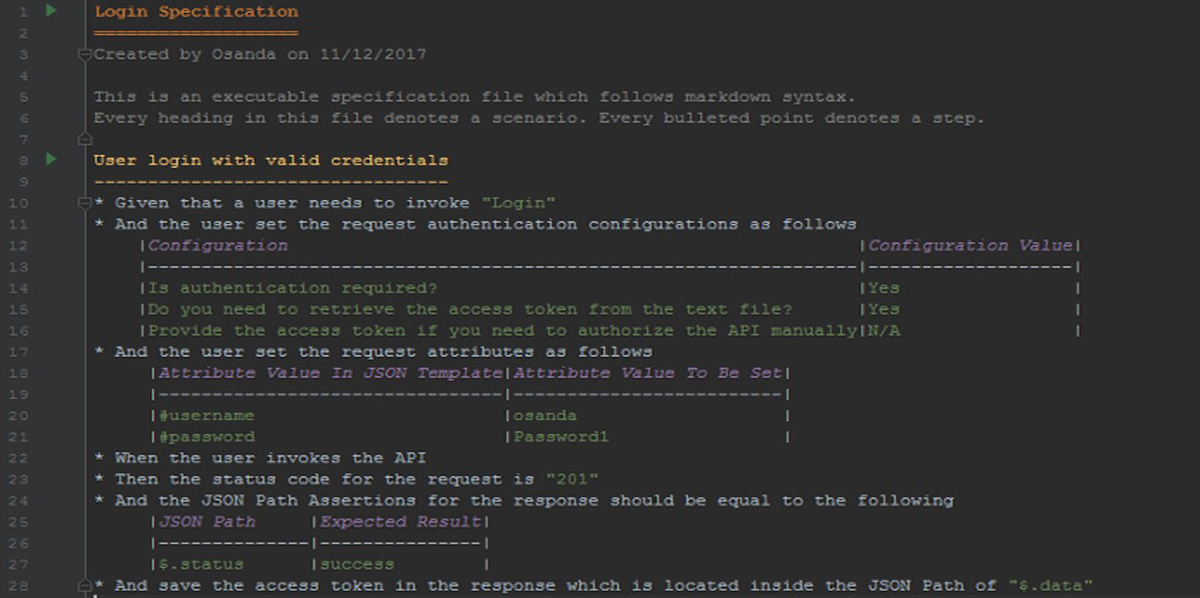 1 Login Specification
2 ===================
3 Created by Osanda on 11/12/2017
4
5 This is an executable specification file which follows markdown syntax.
6 Every heading in this file denotes a scenario. Every bulleted point denotes a step.
7
8 User login with valid credentials
9 ---------------------------------
10 * Given that a user needs to invoke "Login"
11 * And the user set the request authentication configurations as follows
12 |Configuration |Configuration Value|
13 |------------------------------------------------------------------|-------------------|
14 |Is authentication required? |Yes |
15 |Do you need to retrieve the access token from the text file? |Yes |
16 |Provide the access token if you need to authorize the API manually|N/A |
17 * And the user set the request attributes as follows
18 |Attribute Value In JSON Template|Attribute Value To Be Set|
19 |--------------------------------|-------------------------|
20 |#username |osanda |
21 |#password |Password1 |
22 * When the user invokes the API
23 * Then the status code for the request is "201"
24 * And the JSON Path Assertions for the response should be equal to the following
25 |JSON Path |Expected Result|
26 |--------------|---------------|
27 |$.status |success |
28 * And save the access token in the response which is located inside the JSON Path of "$.data"